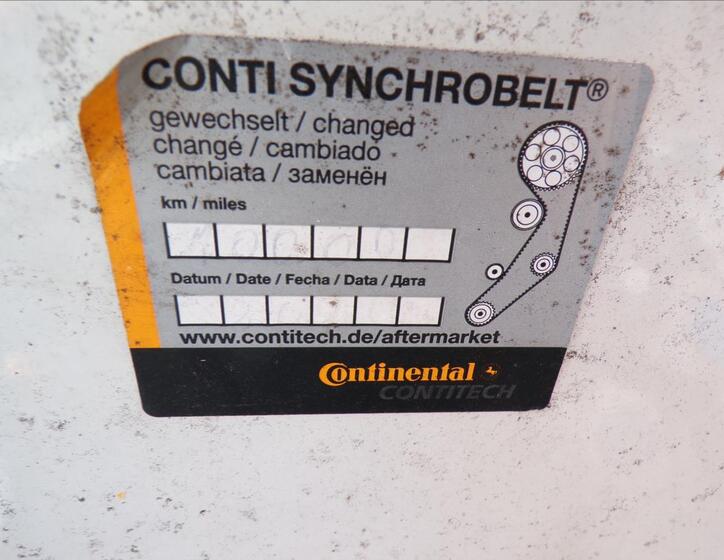 CONTI SYNCHROBELT®
gewechselt / changed
changé / cambiado
cambiata / заменён
km / miles
Datum / Date / Fecha / Data / Дата
www.contitech.de/aftermarket
Continental
CONTITECH